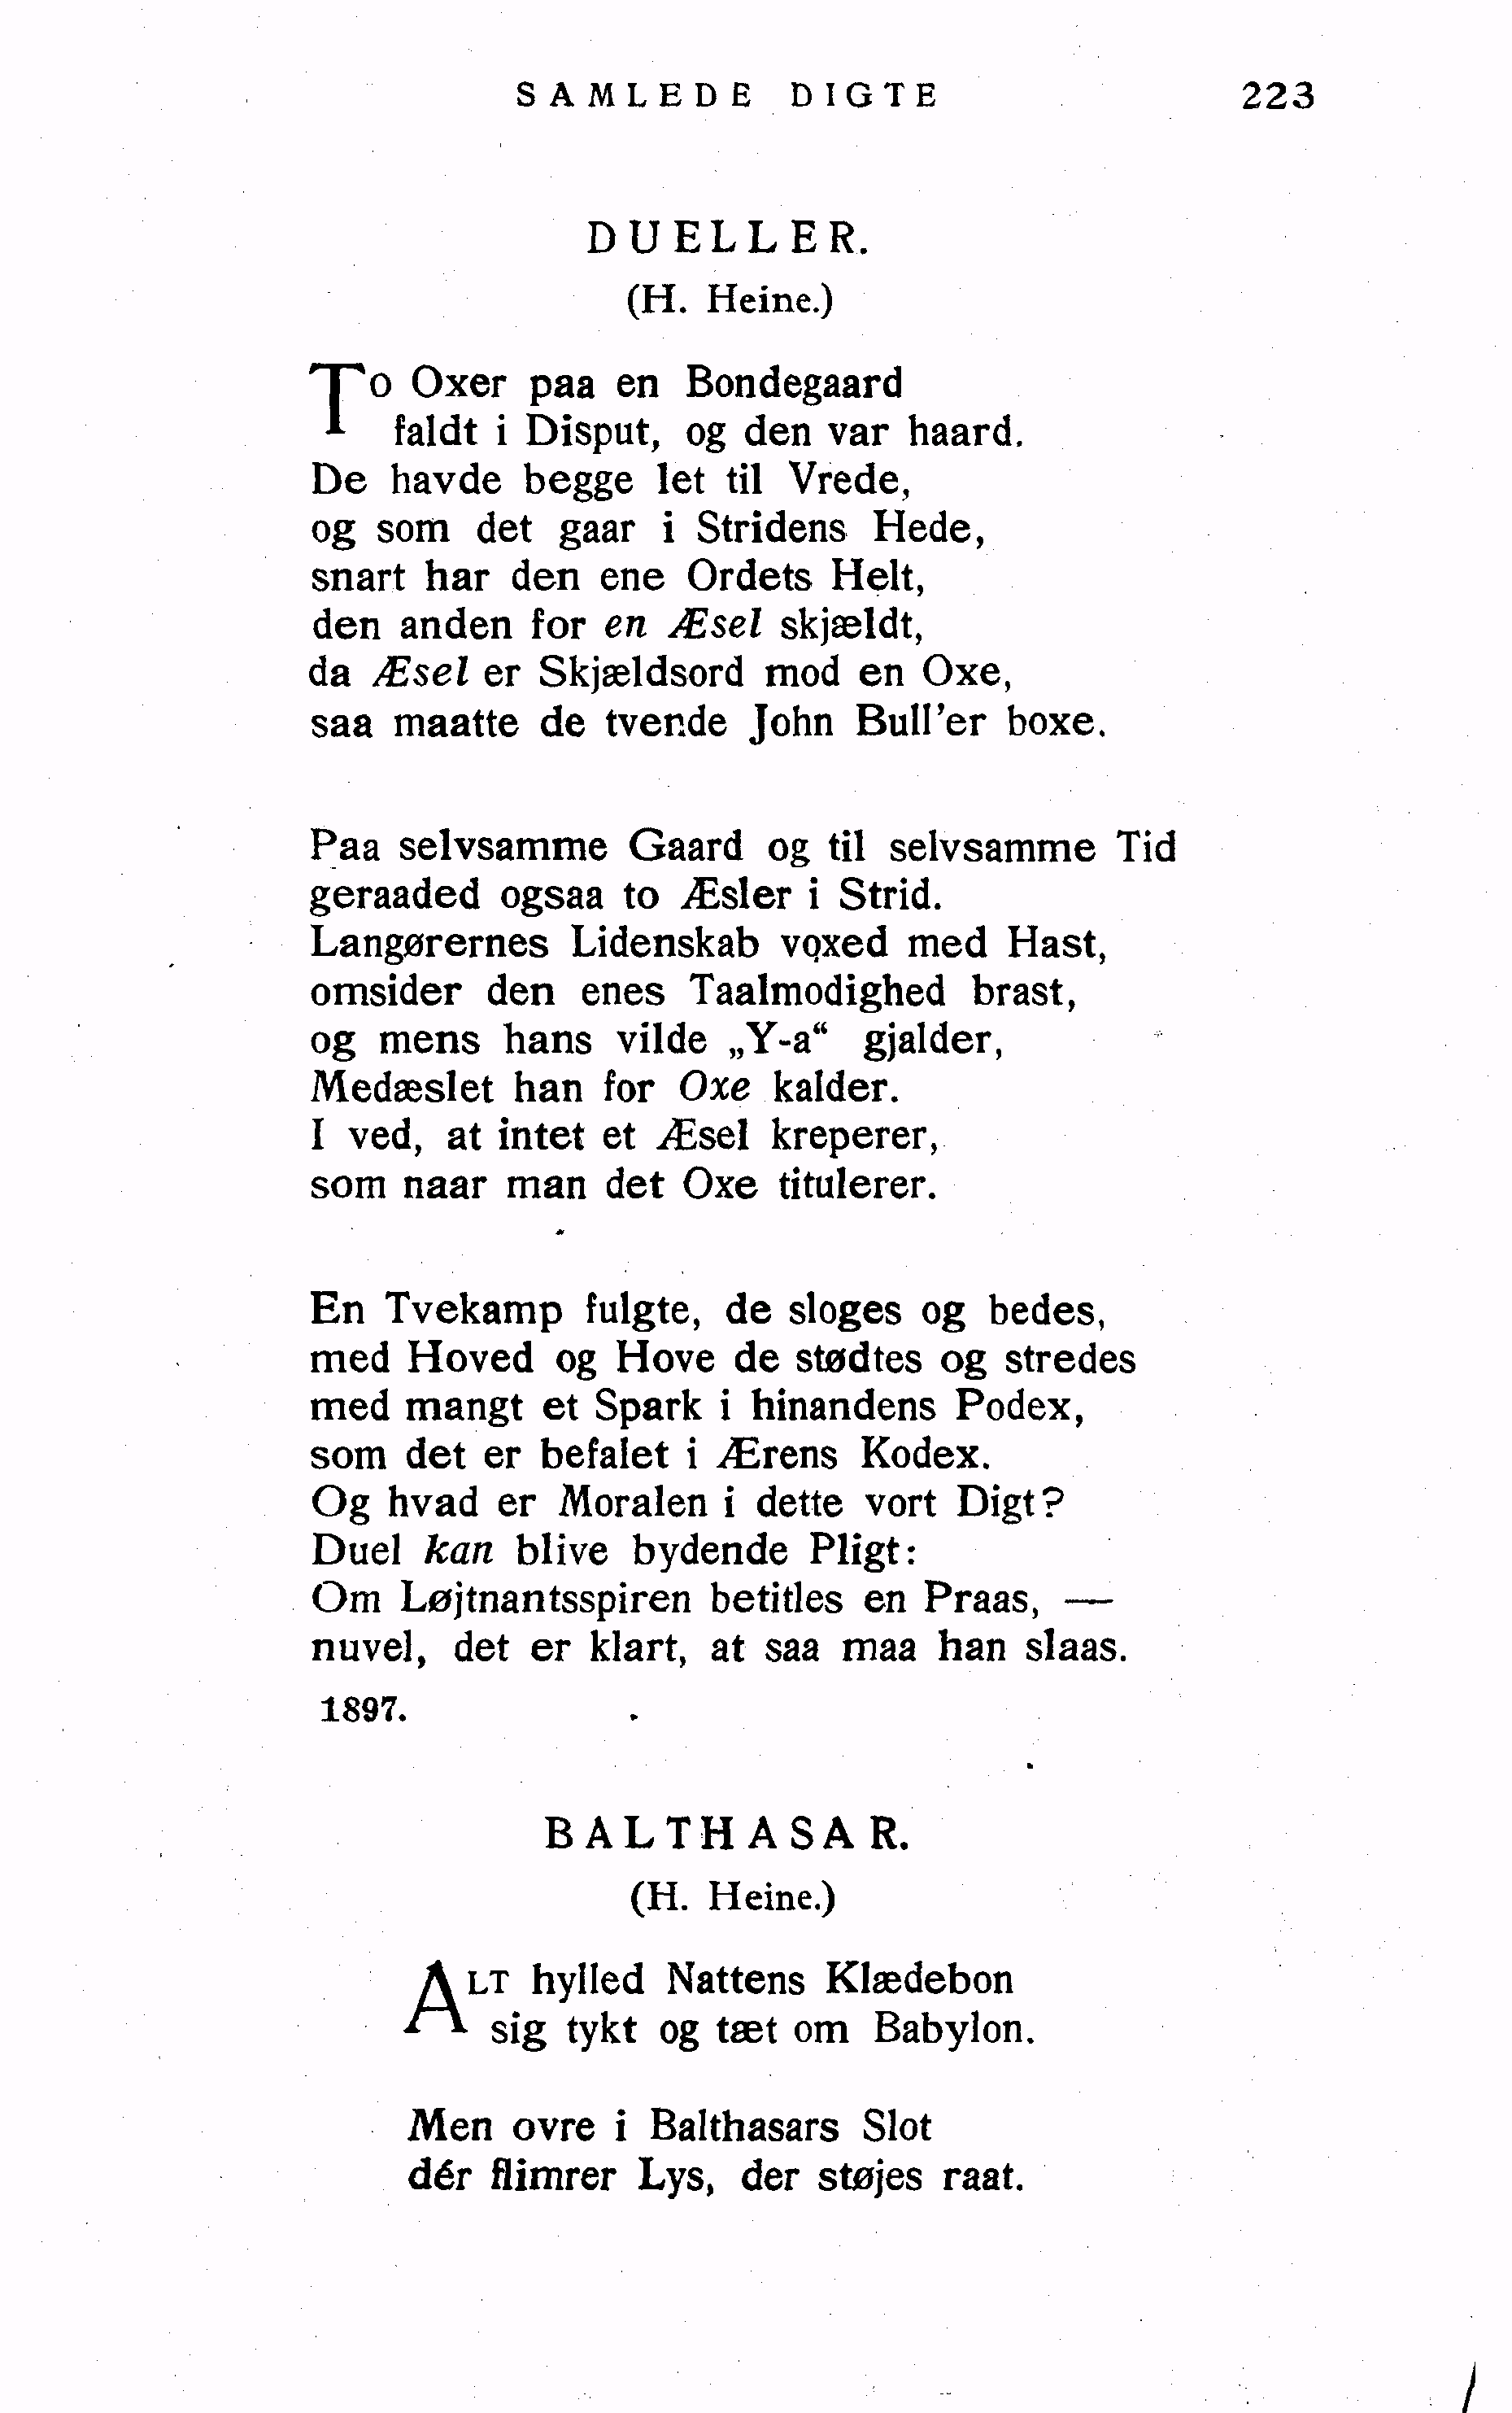 SAMLEDE DIGTE 223
DUELLER.
(H. Heine.)
To Oxer paa en Bondegaard
faldt i Disput, og den var haard.
De havde begge let til Vrede,
og som det gaar i Stridens Hede,
snart har den ene Ordets Helt,
den anden for en Æsel skjældt,
da Æsel er Skjældsord mod en Oxe,
saa maatte de tvende John Bull'er boxe.
Paa selvsamme Gaard og til selvsamme Tid
geraaded ogsaa to Æsler i Strid.
Langørernes Lidenskab voxed med Hast,
omsider den enes Taalmodighed brast,
og mens hans vilde „Y-a“ gjalder,
Medæslet han for Oxe kalder.
I ved, at intet et Æsel kreperer,
som naar man det Oxe titulerer.
En Tvekamp fulgte, de sloges og bedes,
med Hoved og Hove de stødtes og stredes
med mangt et Spark i hinandens Podex,
som det er befalet i Ærens Kodex.
Og hvad er Moralen i dette vort Digt?
Duel kan blive bydende Pligt:
Om Løjtnantsspiren betitles en Praas, —
nuvel, det er klart, at saa maa han slaas.
1897.
BALTHASAR.
(H. Heine.)
ALT hylled Nattens Klædebon
sig tykt og tæt om Babylon.
Men ovre i Balthasars Slot
dér flimrer Lys, der støjes raat.